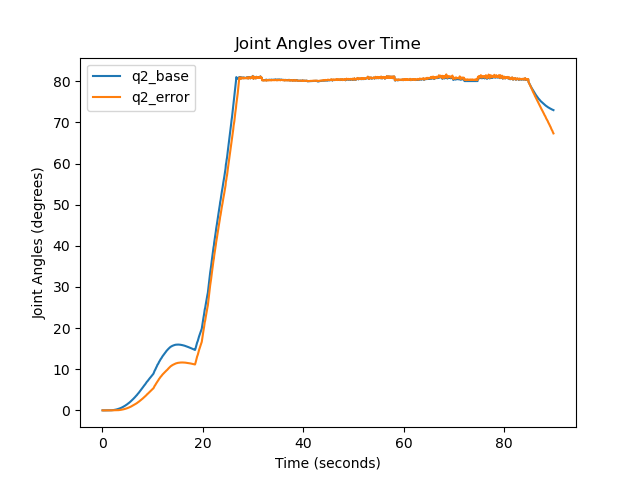 Joint Angles over Time
q2_base
q2_error
Joint Angles (degrees)
80
70
60
50
40
30
20
10
0
0 20 40 60 80
Time (seconds)